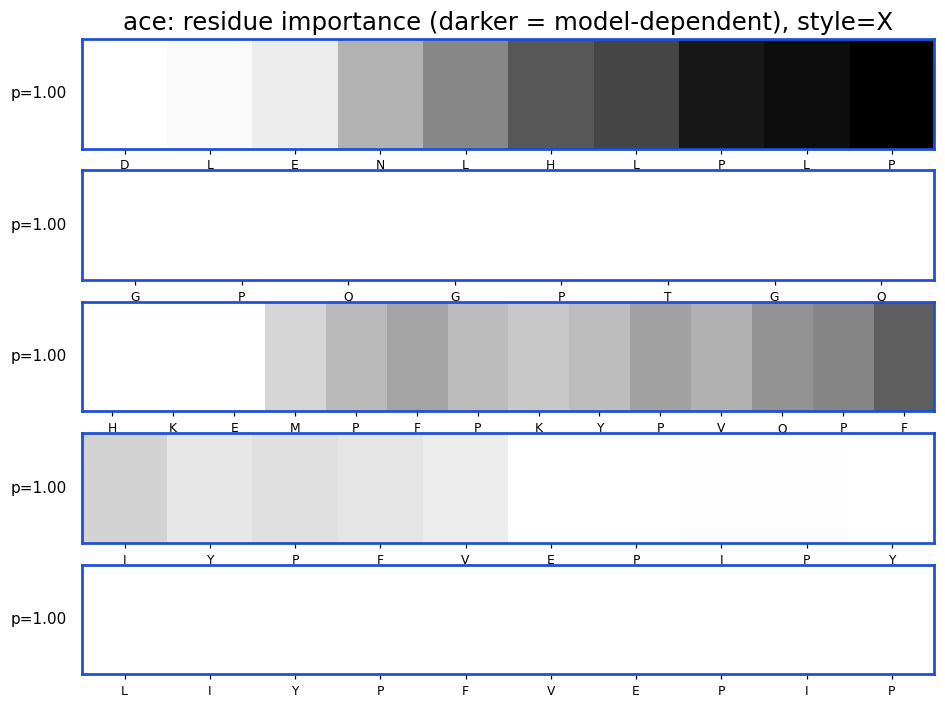 ace: residue importance (darker = model-dependent), style=X
p=1.00
D L E N L H L P L P
p=1.00
G P Q G P T G Q
p=1.00
H K E M P F P K Y P V Q P F
p=1.00
I Y P F V E P I P Y
p=1.00
L I Y P F V E P I P